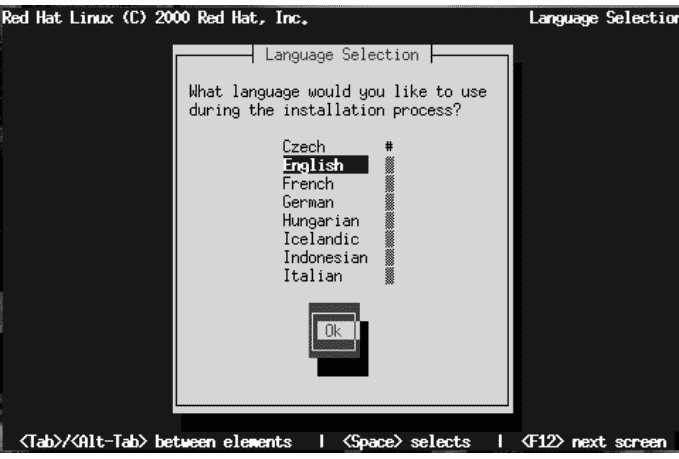 Red Hat Linux (C) 2000 Red Hat, Inc. Language Selection
Language Selection
What language would you like to use
during the installation process?
Czech #
English
French
German
Hungarian
Icelandic
Indonesian
Italian
Ok
<Tab>/<Alt-Tab> between elements | <Space> selects | <F12> next screen